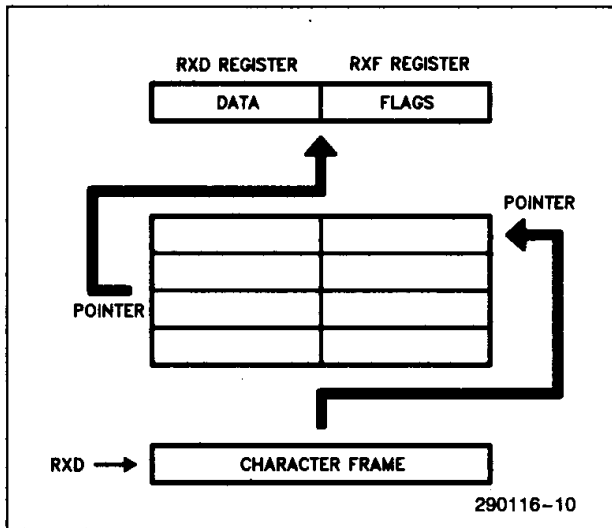 RXD REGISTER RXF REGISTER
DATA FLAGS
POINTER
POINTER
RXD
CHARACTER FRAME
290116-10